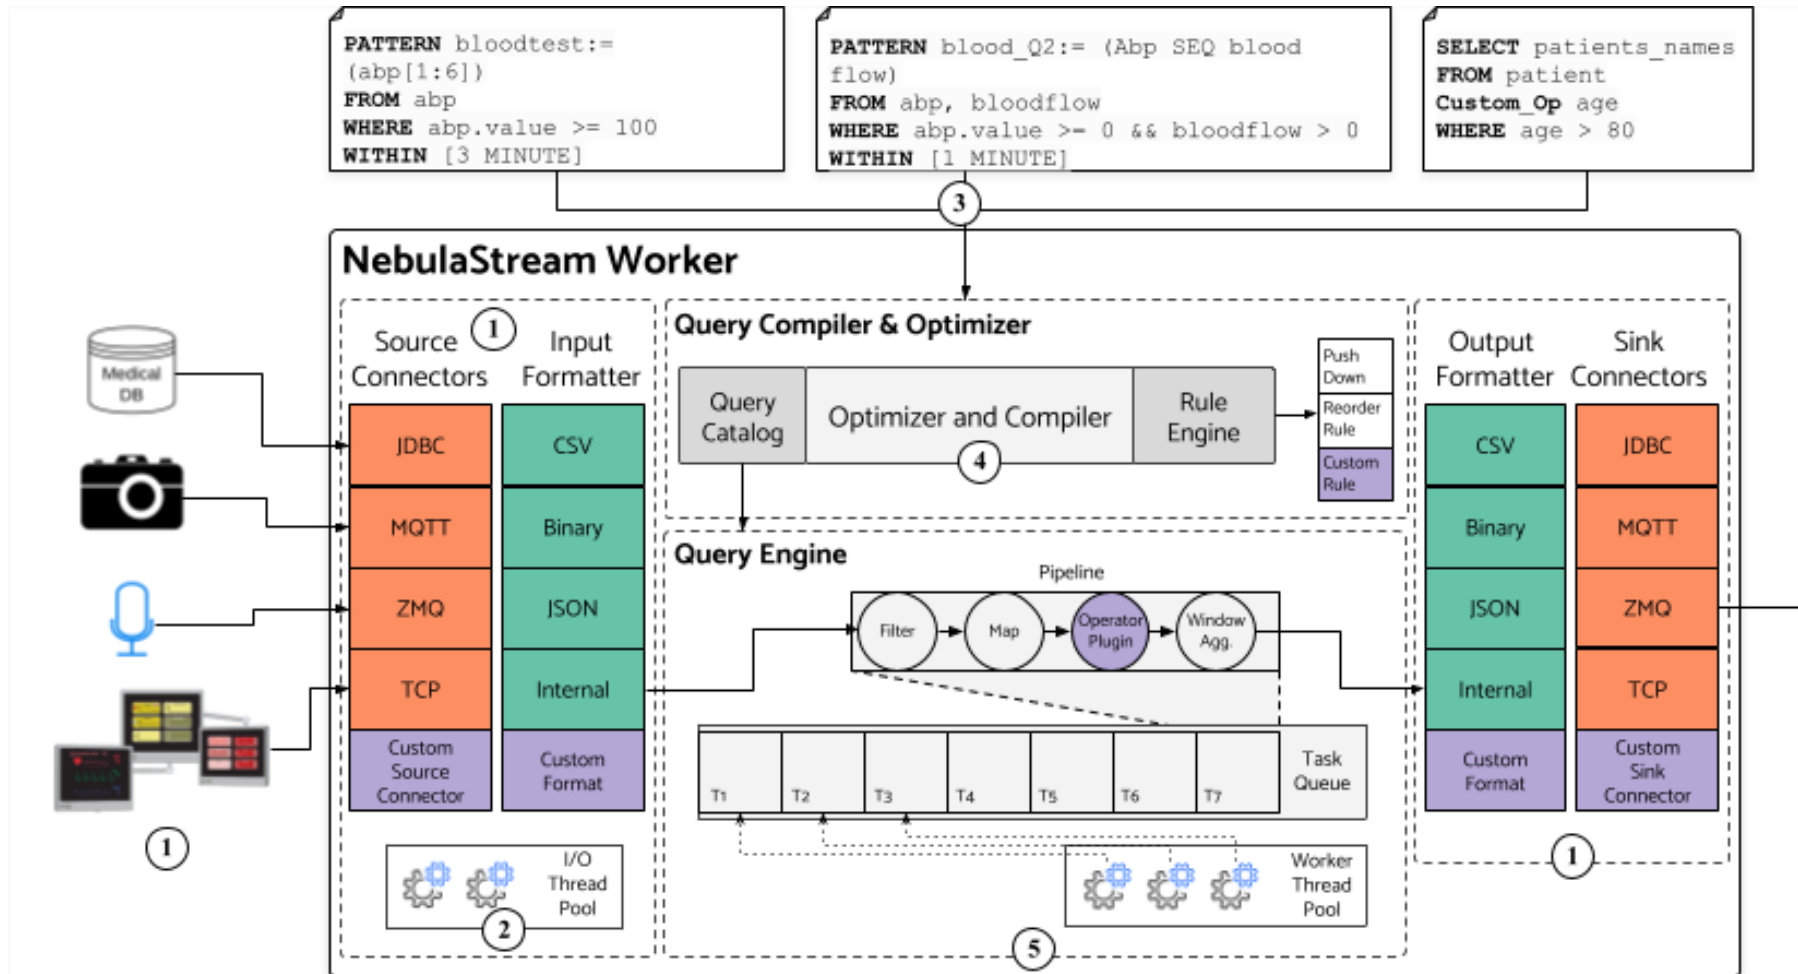 PATTERN bloodtest:=
(abp[1:6])
FROM abp
WHERE abp.value >= 100
WITHIN [3 MINUTE]
PATTERN blood_Q2:= (Abp SEQ blood
flow)
FROM abp, bloodflow
WHERE abp.value >= 0 && bloodflow > 0
WITHIN [1 MINUTE]
SELECT patients_names
FROM patient
Custom_Op age
WHERE age > 80
3
NebulaStream Worker
1
Source
Connectors
Input
Formatter
JDBC
CSV
MQTT
Binary
ZMQ
JSON
TCP
Internal
Custom
Source
Connector
Custom
Format
I/O
Thread
Pool
2
Medical
DB
1
Query Compiler & Optimizer
Query
Catalog
Optimizer and Compiler
4
Rule
Engine
Push
Down
Reorder
Rule
Custom
Rule
Query Engine
Pipeline
Filter
Map
Operator
Plugin
Window
Agg.
T1
T2
T3
T4
T5
T6
T7
Task
Queue
Worker
Thread
Pool
5
Output
Formatter
Sink
Connectors
CSV
JDBC
Binary
MQTT
JSON
ZMQ
Internal
TCP
Custom
Format
Custom
Sink
Connector
1